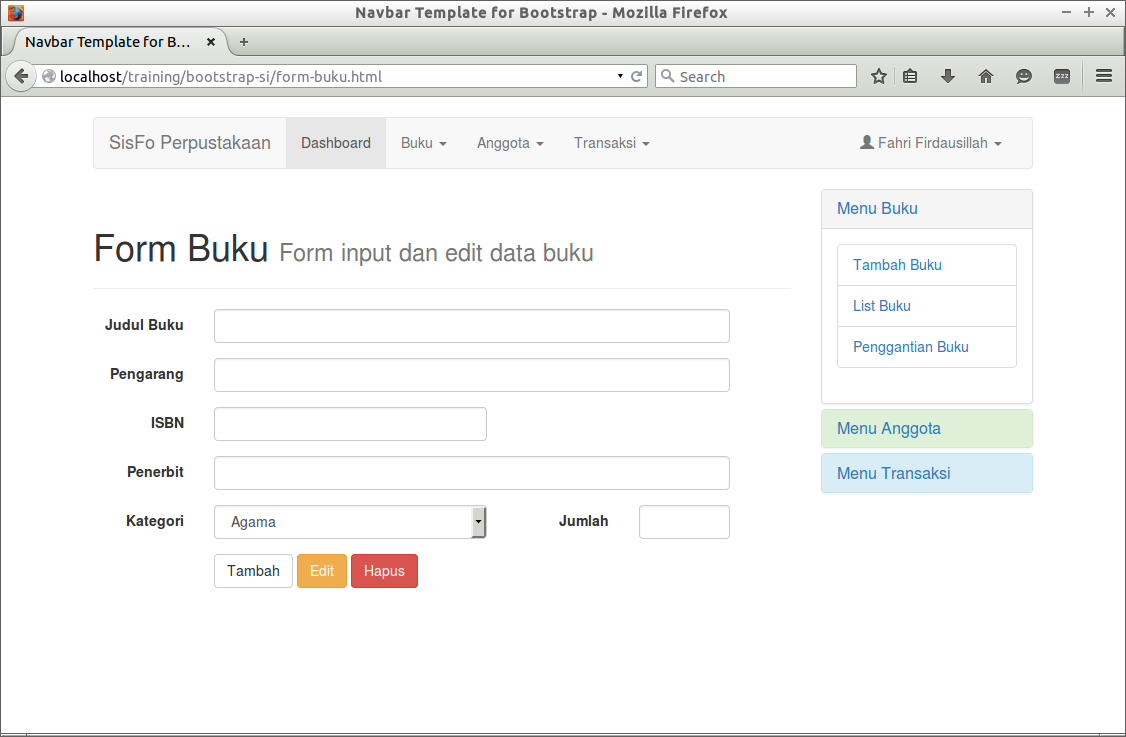 Navbar Template for Bootstrap - Mozilla Firefox
Navbar Template for B...
localhost/training/bootstrap-si/form-buku.html
Search
zzz
SisFo Perpustakaan Dashboard Buku Anggota Transaksi Fahri Firdausillah
Form Buku Form input dan edit data buku
Judul Buku
Pengarang
ISBN
Penerbit
Kategori Agama Jumlah
Tambah Edit Hapus
Menu Buku
Tambah Buku
List Buku
Penggantian Buku
Menu Anggota
Menu Transaksi